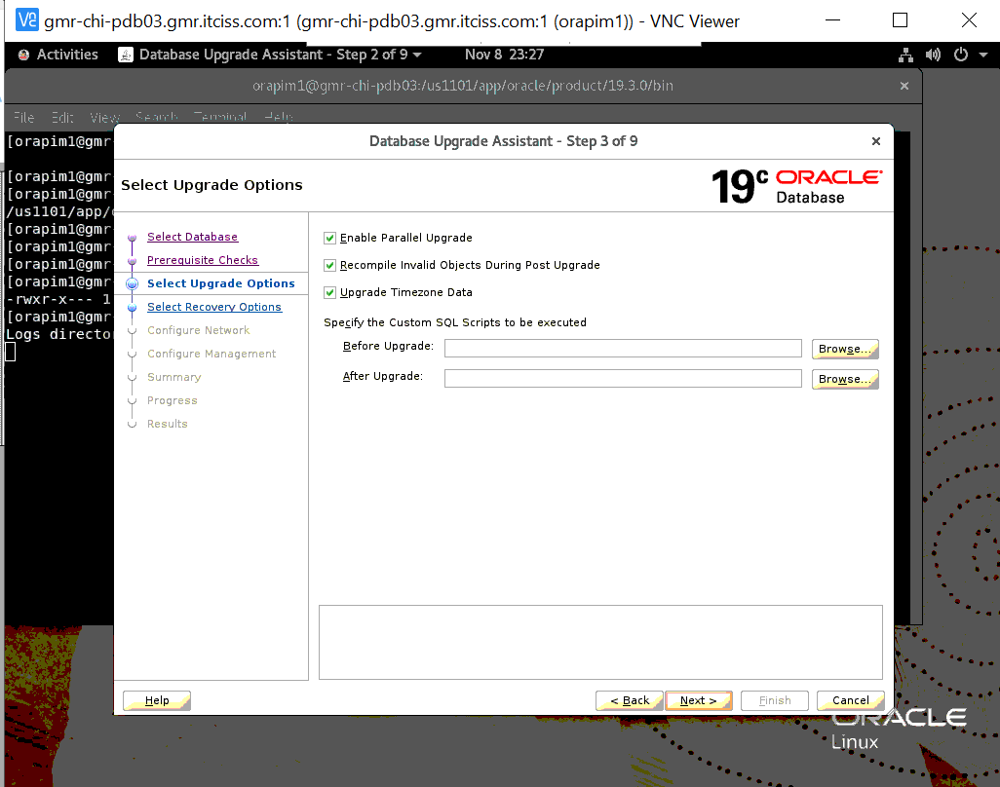 gmr-chi-pdb03.gmr.itciss.com:1 (gmr-chi-pdb03.gmr.itciss.com:1 (orapim1)) - VNC Viewer
Activities Database Upgrade Assistant - Step 2 of 9 Nov 8 23:27
orapim1@gmr-chi-pdb03:/us1101/app/oracle/product/19.3.0/bin
File Edit View Search Terminal Help
[orapim1@gmr-
[orapim1@gmr
[orapim1@gmr
/us1101/app/
[orapim1@gmr
[orapim1@gmr
[orapim1@gmr
[orapim1@gmr
-rwxr-x--- 1
[orapim1@gmr
Logs directo
Database Upgrade Assistant - Step 3 of 9
Select Upgrade Options
19c ORACLE
Database
Select Database
Prerequisite Checks
Select Upgrade Options
Select Recovery Options
Configure Network
Configure Management
Summary
Progress
Results
Enable Parallel Upgrade
Recompile Invalid Objects During Post Upgrade
Upgrade Timezone Data
Specify the Custom SQL Scripts to be executed
Before Upgrade: Browse...
After Upgrade: Browse...
Help < Back Next > Finish Cancel
ORACLE
Linux